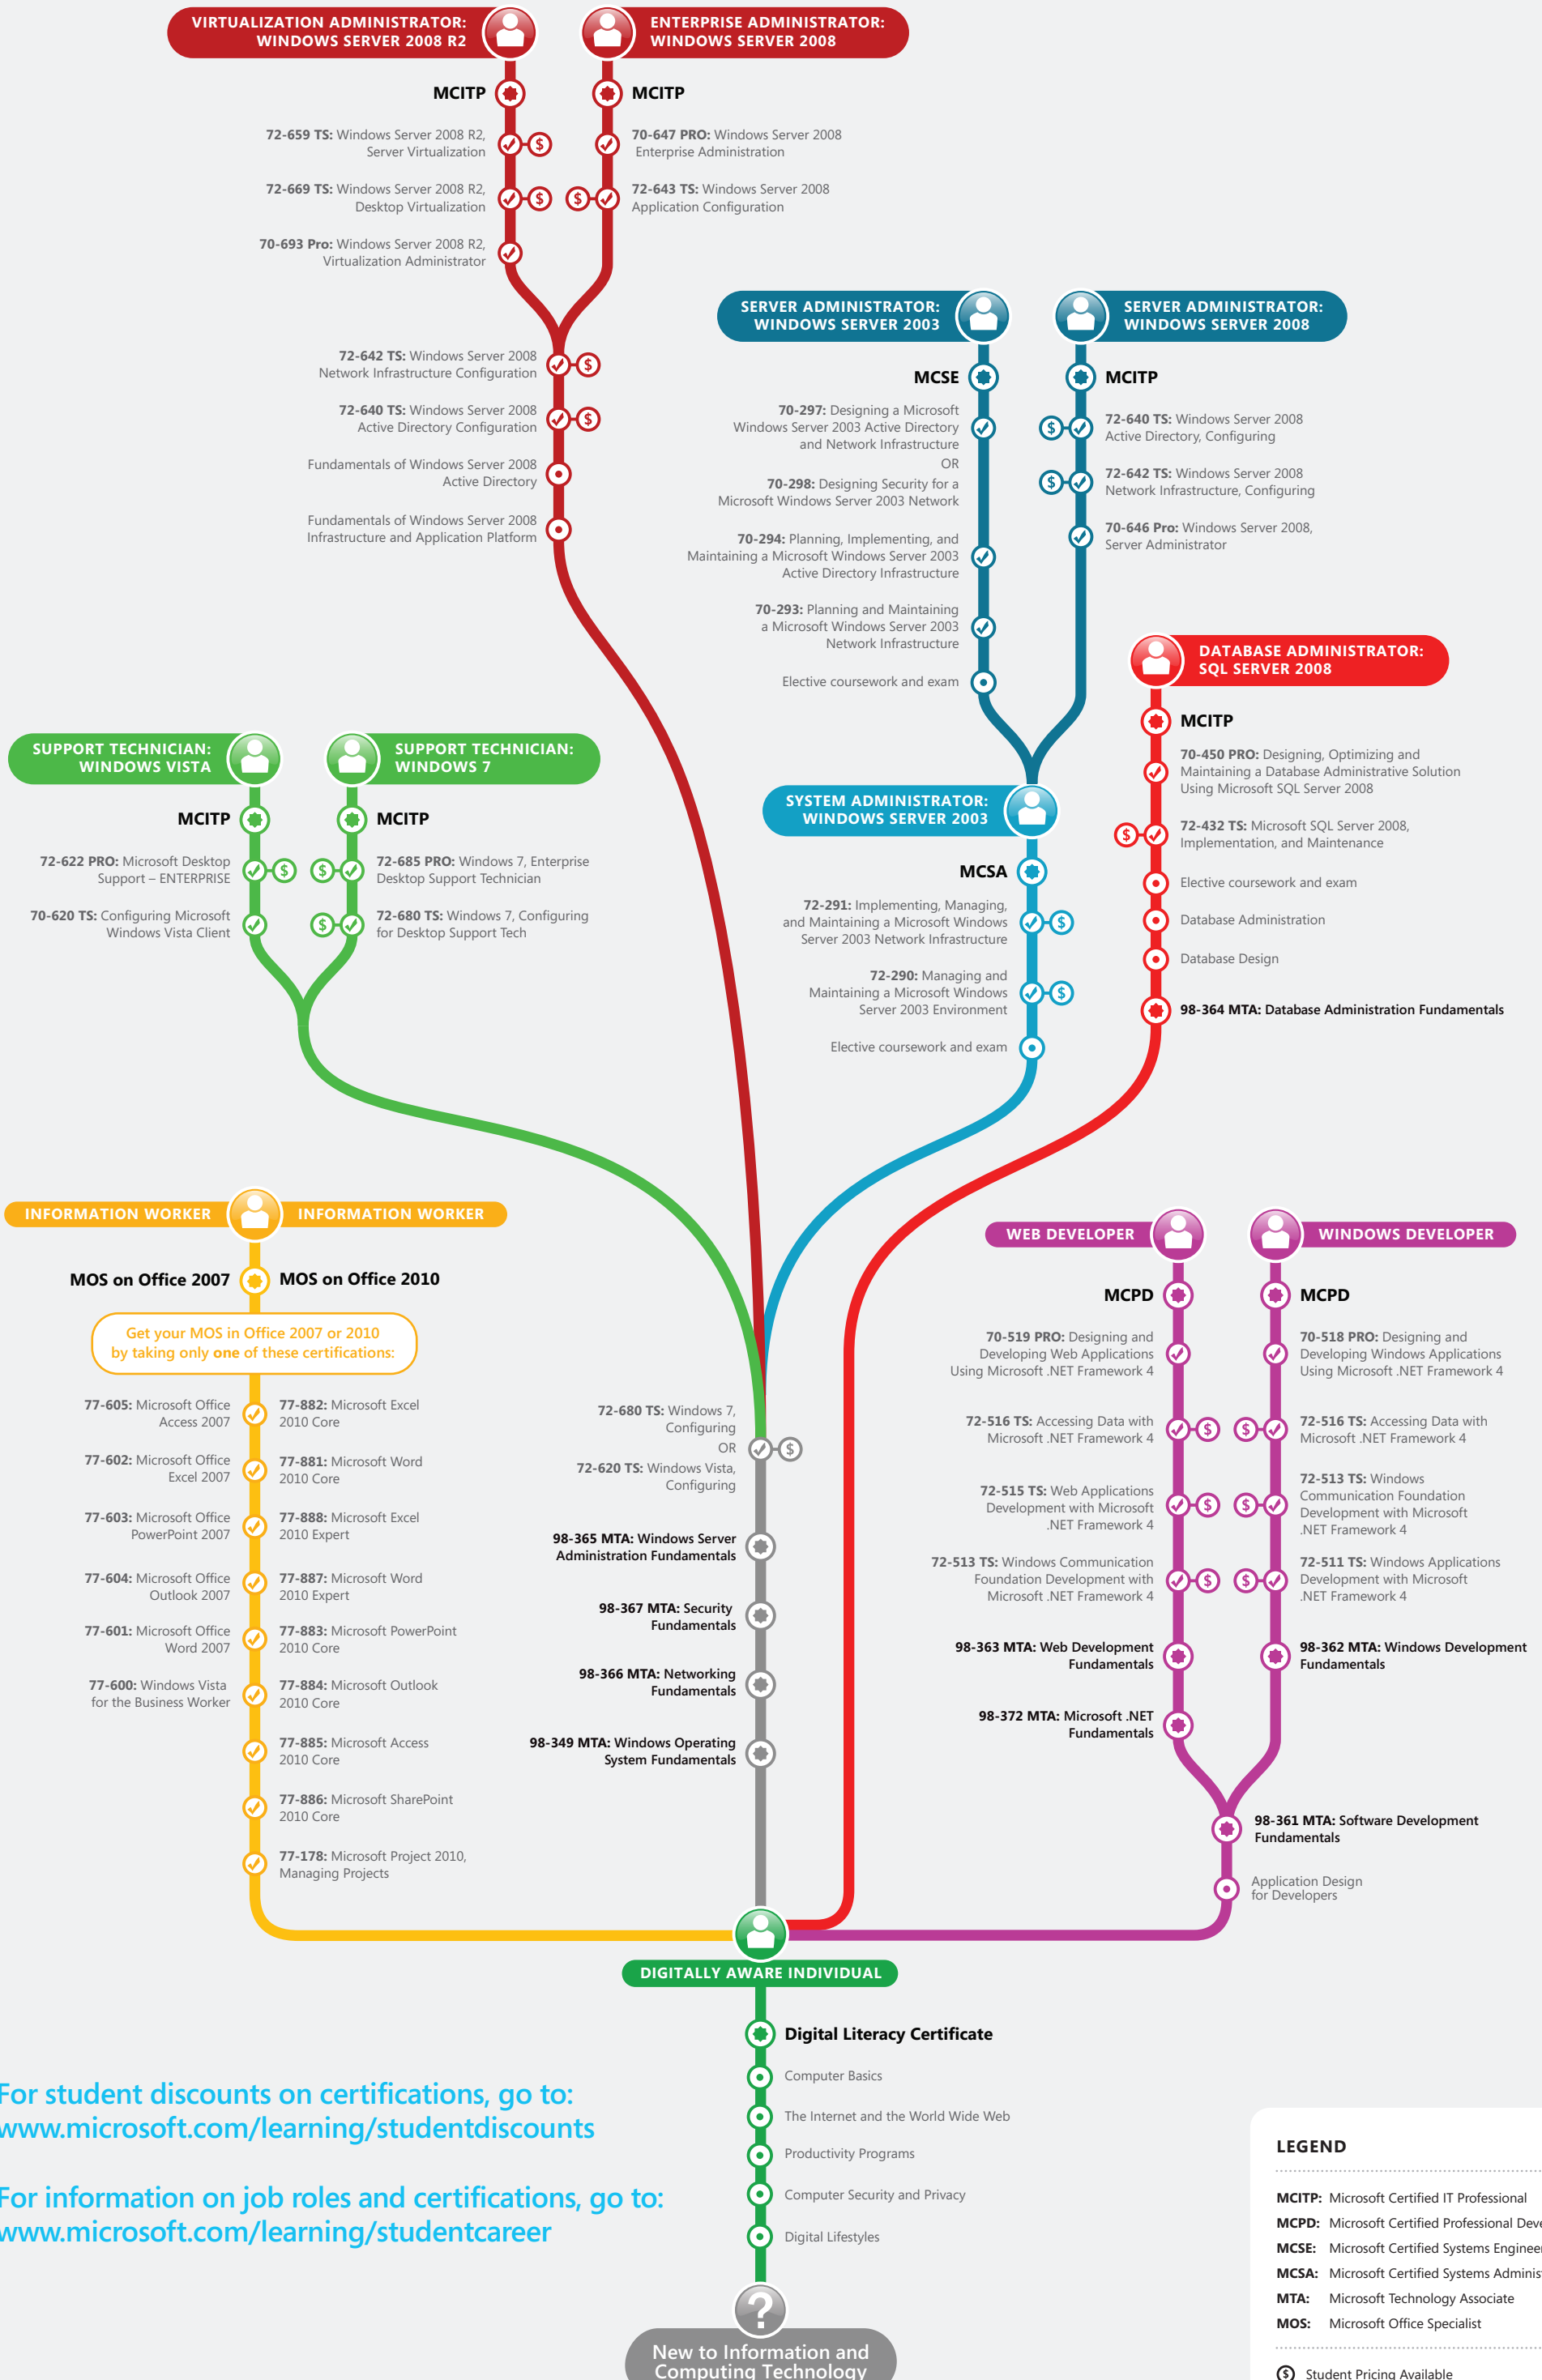 VIRTUALIZATION ADMINISTRATOR:
WINDOWS SERVER 2008 R2
ENTERPRISE ADMINISTRATOR:
WINDOWS SERVER 2008
MCITP
MCITP
72-659 TS: Windows Server 2008 R2,
Server Virtualization
70-647 PRO: Windows Server 2008
Enterprise Administration
72-669 TS: Windows Server 2008 R2,
Desktop Virtualization
72-643 TS: Windows Server 2008
Application Configuration
70-693 Pro: Windows Server 2008 R2,
Virtualization Administrator
72-642 TS: Windows Server 2008
Network Infrastructure Configuration
72-640 TS: Windows Server 2008
Active Directory Configuration
Fundamentals of Windows Server 2008
Active Directory
Fundamentals of Windows Server 2008
Infrastructure and Application Platform
SERVER ADMINISTRATOR:
WINDOWS SERVER 2003
SERVER ADMINISTRATOR:
WINDOWS SERVER 2008
MCSE
MCITP
70-297: Designing a Microsoft
Windows Server 2003 Active Directory
and Network Infrastructure
OR
70-298: Designing Security for a
Microsoft Windows Server 2003 Network
70-294: Planning, Implementing, and
Maintaining a Microsoft Windows Server 2003
Active Directory Infrastructure
70-293: Planning and Maintaining
a Microsoft Windows Server 2003
Network Infrastructure
Elective coursework and exam
72-640 TS: Windows Server 2008
Active Directory, Configuring
72-642 TS: Windows Server 2008
Network Infrastructure, Configuring
70-646 Pro: Windows Server 2008,
Server Administrator
DATABASE ADMINISTRATOR:
SQL SERVER 2008
MCITP
70-450 PRO: Designing, Optimizing and
Maintaining a Database Administrative Solution
Using Microsoft SQL Server 2008
72-432 TS: Microsoft SQL Server 2008,
Implementation, and Maintenance
Elective coursework and exam
Database Administration
Database Design
98-364 MTA: Database Administration Fundamentals
SYSTEM ADMINISTRATOR:
WINDOWS SERVER 2003
MCSA
72-291: Implementing, Managing,
and Maintaining a Microsoft Windows
Server 2003 Network Infrastructure
72-290: Managing and
Maintaining a Microsoft Windows
Server 2003 Environment
Elective coursework and exam
SUPPORT TECHNICIAN:
WINDOWS VISTA
SUPPORT TECHNICIAN:
WINDOWS 7
MCITP
MCITP
72-622 PRO: Microsoft Desktop
Support – ENTERPRISE
72-685 PRO: Windows 7, Enterprise
Desktop Support Technician
70-620 TS: Configuring Microsoft
Windows Vista Client
72-680 TS: Windows 7, Configuring
for Desktop Support Tech
INFORMATION WORKER
INFORMATION WORKER
MOS on Office 2007
MOS on Office 2010
Get your MOS in Office 2007 or 2010
by taking only one of these certifications:
77-605: Microsoft Office
Access 2007
77-602: Microsoft Office
Excel 2007
77-603: Microsoft Office
PowerPoint 2007
77-604: Microsoft Office
Outlook 2007
77-601: Microsoft Office
Word 2007
77-600: Windows Vista
for the Business Worker
77-882: Microsoft Excel
2010 Core
77-881: Microsoft Word
2010 Core
77-888: Microsoft Excel
2010 Expert
77-887: Microsoft Word
2010 Expert
77-883: Microsoft PowerPoint
2010 Core
77-884: Microsoft Outlook
2010 Core
77-885: Microsoft Access
2010 Core
77-886: Microsoft SharePoint
2010 Core
77-178: Microsoft Project 2010,
Managing Projects
72-680 TS: Windows 7,
Configuring
OR
72-620 TS: Windows Vista,
Configuring
98-365 MTA: Windows Server
Administration Fundamentals
98-367 MTA: Security
Fundamentals
98-366 MTA: Networking
Fundamentals
98-349 MTA: Windows Operating
System Fundamentals
WEB DEVELOPER
WINDOWS DEVELOPER
MCPD
MCPD
70-519 PRO: Designing and
Developing Web Applications
Using Microsoft .NET Framework 4
72-516 TS: Accessing Data with
Microsoft .NET Framework 4
72-515 TS: Web Applications
Development with Microsoft
.NET Framework 4
72-513 TS: Windows Communication
Foundation Development with
Microsoft .NET Framework 4
98-363 MTA: Web Development
Fundamentals
98-372 MTA: Microsoft .NET
Fundamentals
70-518 PRO: Designing and
Developing Windows Applications
Using Microsoft .NET Framework 4
72-516 TS: Accessing Data with
Microsoft .NET Framework 4
72-513 TS: Windows
Communication Foundation
Development with Microsoft
.NET Framework 4
72-511 TS: Windows Applications
Development with Microsoft
.NET Framework 4
98-362 MTA: Windows Development
Fundamentals
98-361 MTA: Software Development
Fundamentals
Application Design
for Developers
DIGITALLY AWARE INDIVIDUAL
Digital Literacy Certificate
Computer Basics
The Internet and the World Wide Web
Productivity Programs
Computer Security and Privacy
Digital Lifestyles
?
New to Information and
Computing Technology
For student discounts on certifications, go to:
www.microsoft.com/learning/studentdiscounts
For information on job roles and certifications, go to:
www.microsoft.com/learning/studentcareer
LEGEND
MCITP: Microsoft Certified IT Professional
MCPD: Microsoft Certified Professional
MCSE: Microsoft Certified Systems Engineer
MCSA: Microsoft Certified Systems
MTA: Microsoft Technology Associate
MOS: Microsoft Office Specialist
$ Student Pricing Available